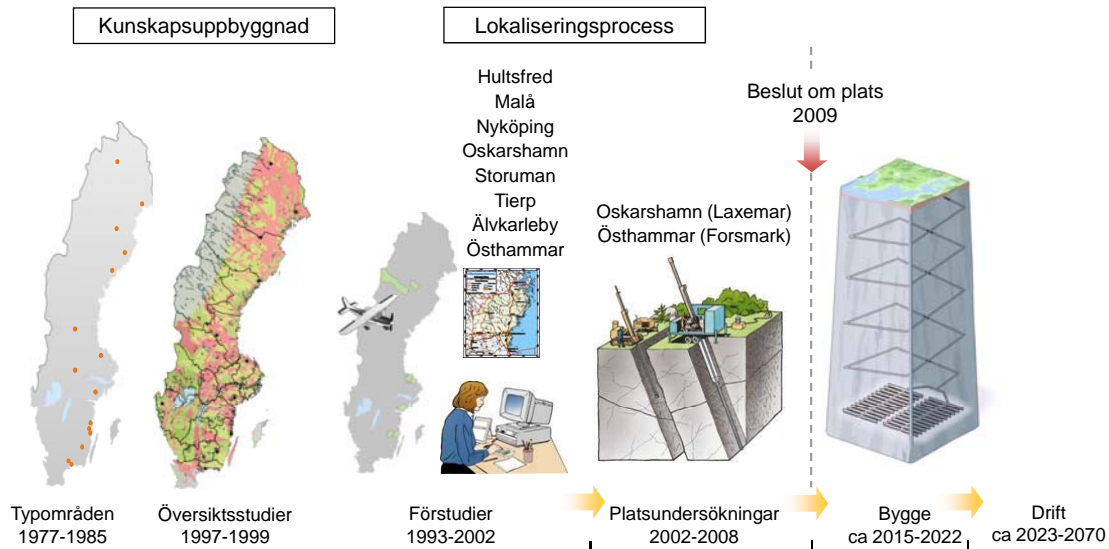 Kunskapsuppbyggnad
Lokaliseringsprocess
Hultsfred
Malå
Nyköping
Oskarshamn
Storuman
Tierp
Älvkarleby
Östhammar
Beslut om plats
2009
Oskarshamn (Laxemar)
Östhammar (Forsmark)
Typområden
1977-1985
Översiktsstudier
1997-1999
Förstudier
1993-2002
Platsundersökningar
2002-2008
Bygge
ca 2015-2022
Drift
ca 2023-2070